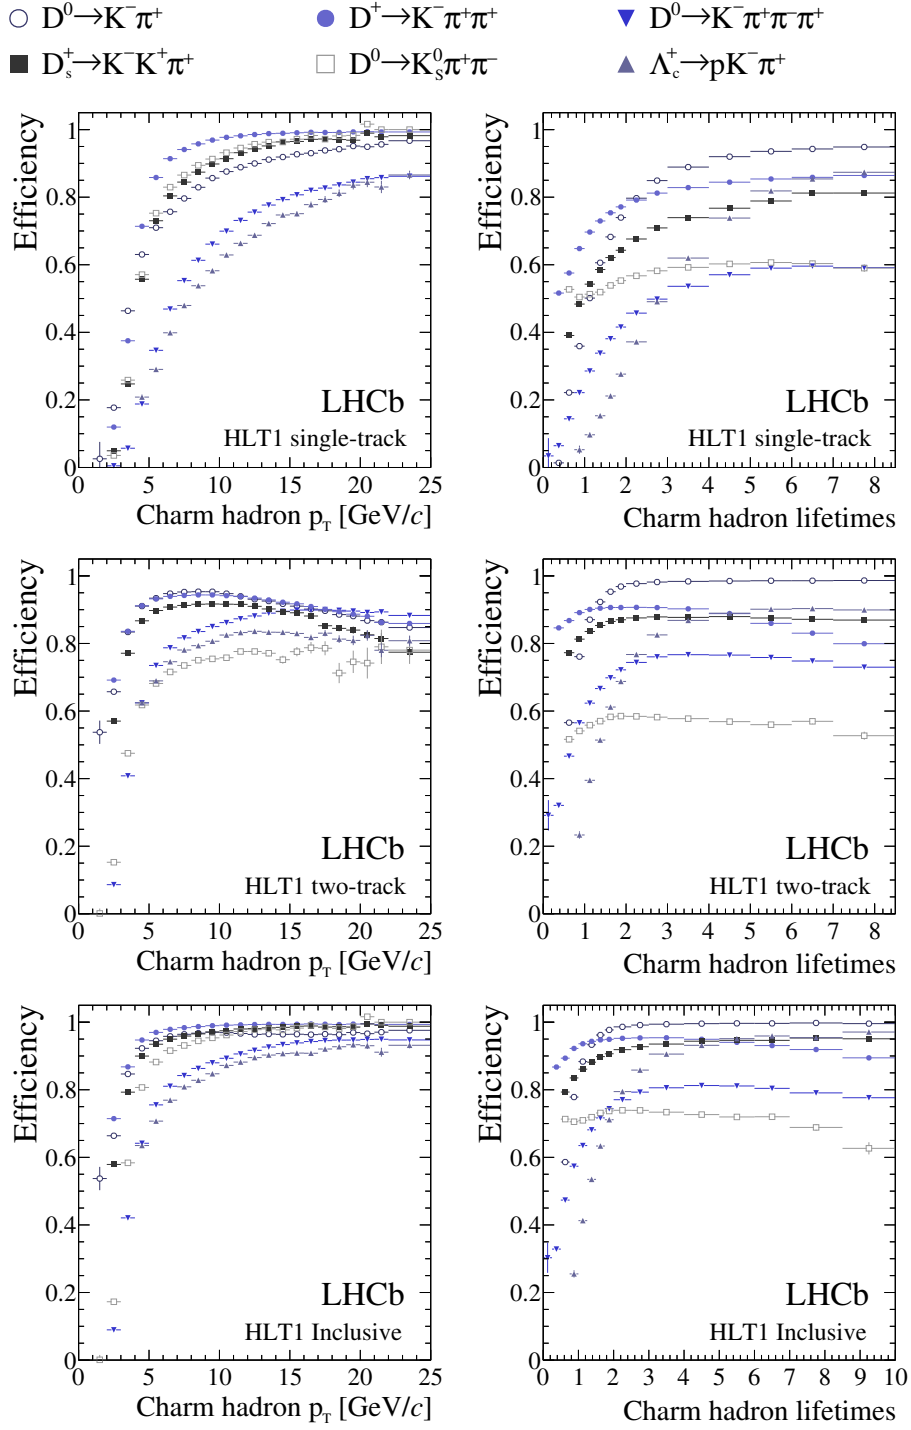 D⁰→K⁻π⁺ D⁺→K⁻π⁺π⁺ D⁰→K⁻π⁺π⁻π⁺
D⁺ₛ→K⁻K⁺π⁺ D⁰→K⁰_Sπ⁺π⁻ Λ⁺_c→pK⁻π⁺
Efficiency
1
0.8
0.6
0.4
0.2
0
LHCb
HLT1 single-track
0 5 10 15 20 25
Charm hadron p_T [GeV/c]
Efficiency
1
0.8
0.6
0.4
0.2
0
LHCb
HLT1 single-track
0 1 2 3 4 5 6 7 8
Charm hadron lifetimes
Efficiency
1
0.8
0.6
0.4
0.2
0
LHCb
HLT1 two-track
0 5 10 15 20 25
Charm hadron p_T [GeV/c]
Efficiency
1
0.8
0.6
0.4
0.2
0
LHCb
HLT1 two-track
0 1 2 3 4 5 6 7 8
Charm hadron lifetimes
Efficiency
1
0.8
0.6
0.4
0.2
0
LHCb
HLT1 Inclusive
0 5 10 15 20 25
Charm hadron p_T [GeV/c]
Efficiency
1
0.8
0.6
0.4
0.2
0
LHCb
HLT1 Inclusive
0 1 2 3 4 5 6 7 8 9 10
Charm hadron lifetimes